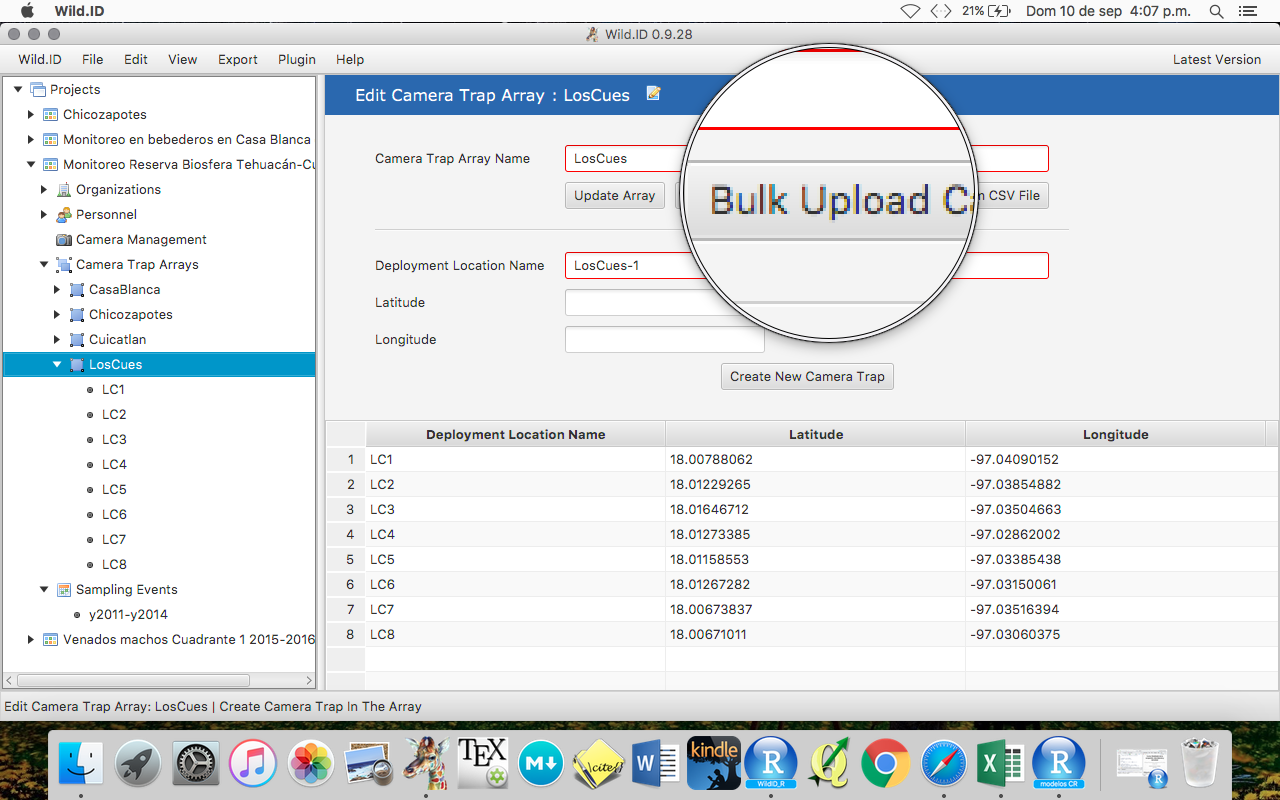 Wild.ID
21%
Dom 10 de sep 4:07 p.m.
Wild.ID 0.9.28
Wild.ID File Edit View Export Plugin Help
Latest Version
Projects
Chicozapotes
Monitoreo en bebederos en Casa Blanca
Monitoreo Reserva Biosfera Tehuacán-Cu
Organizations
Personnel
Camera Management
Camera Trap Arrays
CasaBlanca
Chicozapotes
Cuicatlan
LosCues
LC1
LC2
LC3
LC4
LC5
LC6
LC7
LC8
Sampling Events
y2011-y2014
Venados machos Cuadrante 1 2015-2016
Edit Camera Trap Array : LosCues
Camera Trap Array Name LosCues
Update Array
Bulk Upload Ca
CSV File
Deployment Location Name LosCues-1
Latitude
Longitude
Create New Camera Trap
Deployment Location Name Latitude Longitude
1 LC1 18.00788062 -97.04090152
2 LC2 18.01229265 -97.03854882
3 LC3 18.01646712 -97.03504663
4 LC4 18.01273385 -97.02862002
5 LC5 18.01158553 -97.03385438
6 LC6 18.01267282 -97.03150061
7 LC7 18.00673837 -97.03516394
8 LC8 18.00671011 -97.03060375
Edit Camera Trap Array: LosCues | Create Camera Trap In The Array
TEX
M
\cite{}
W
kindle
R
WildID_R
X
R
modelos CR
R